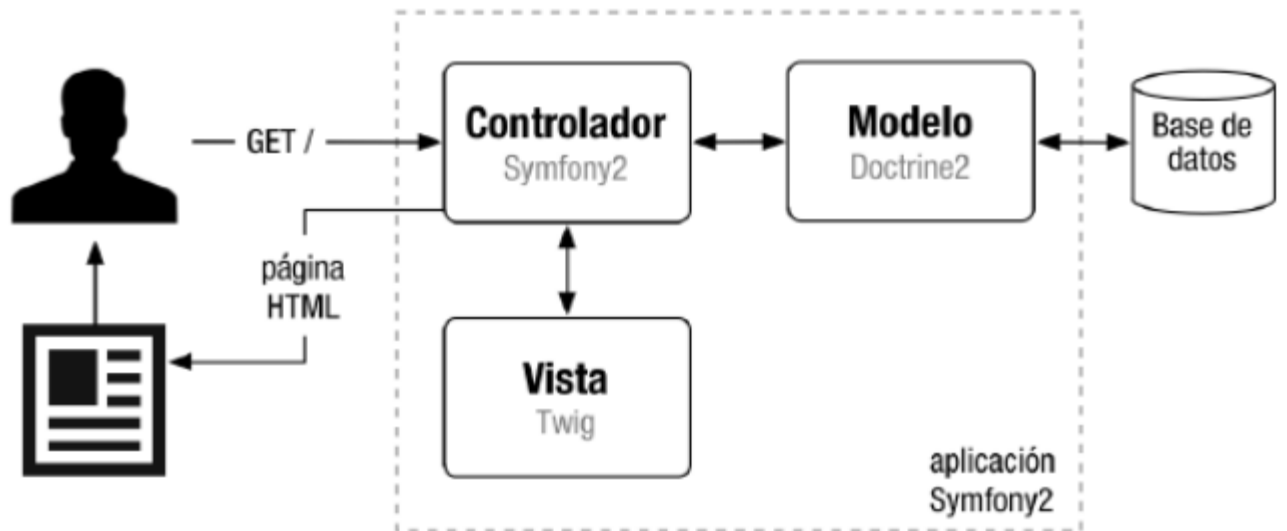 GET /
Controlador
Symfony2
Modelo
Doctrine2
Base de
datos
página
HTML
Vista
Twig
aplicación
Symfony2